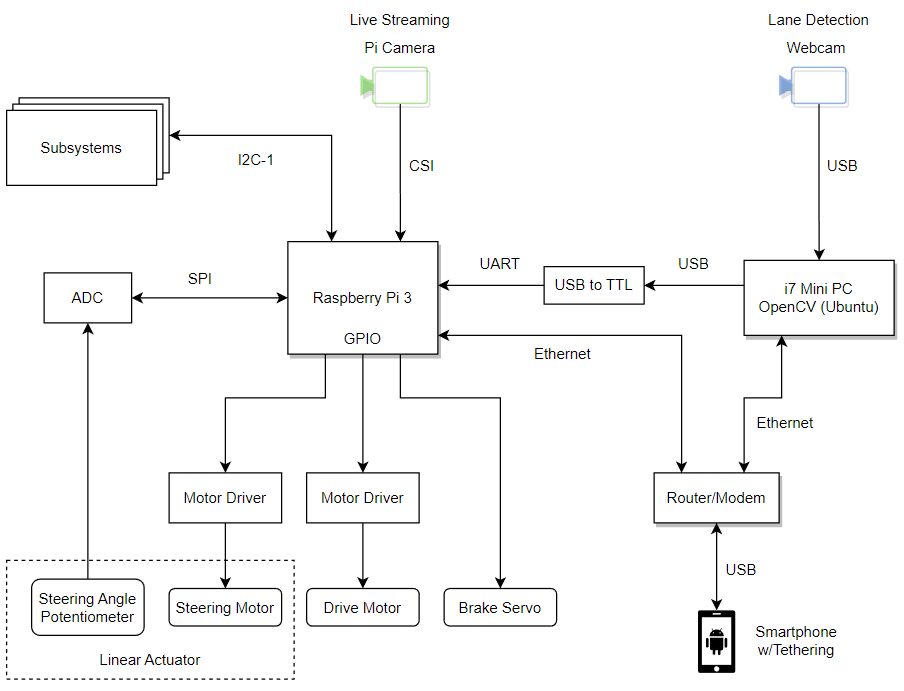 Live Streaming
Pi Camera
Lane Detection
Webcam
Subsystems
I2C-1
CSI
USB
ADC
SPI
Raspberry Pi 3
GPIO
UART
USB to TTL
USB
i7 Mini PC
OpenCV (Ubuntu)
Ethernet
Ethernet
Motor Driver
Motor Driver
Router/Modem
Steering Angle
Potentiometer
Steering Motor
Drive Motor
Brake Servo
USB
Linear Actuator
Smartphone
w/Tethering